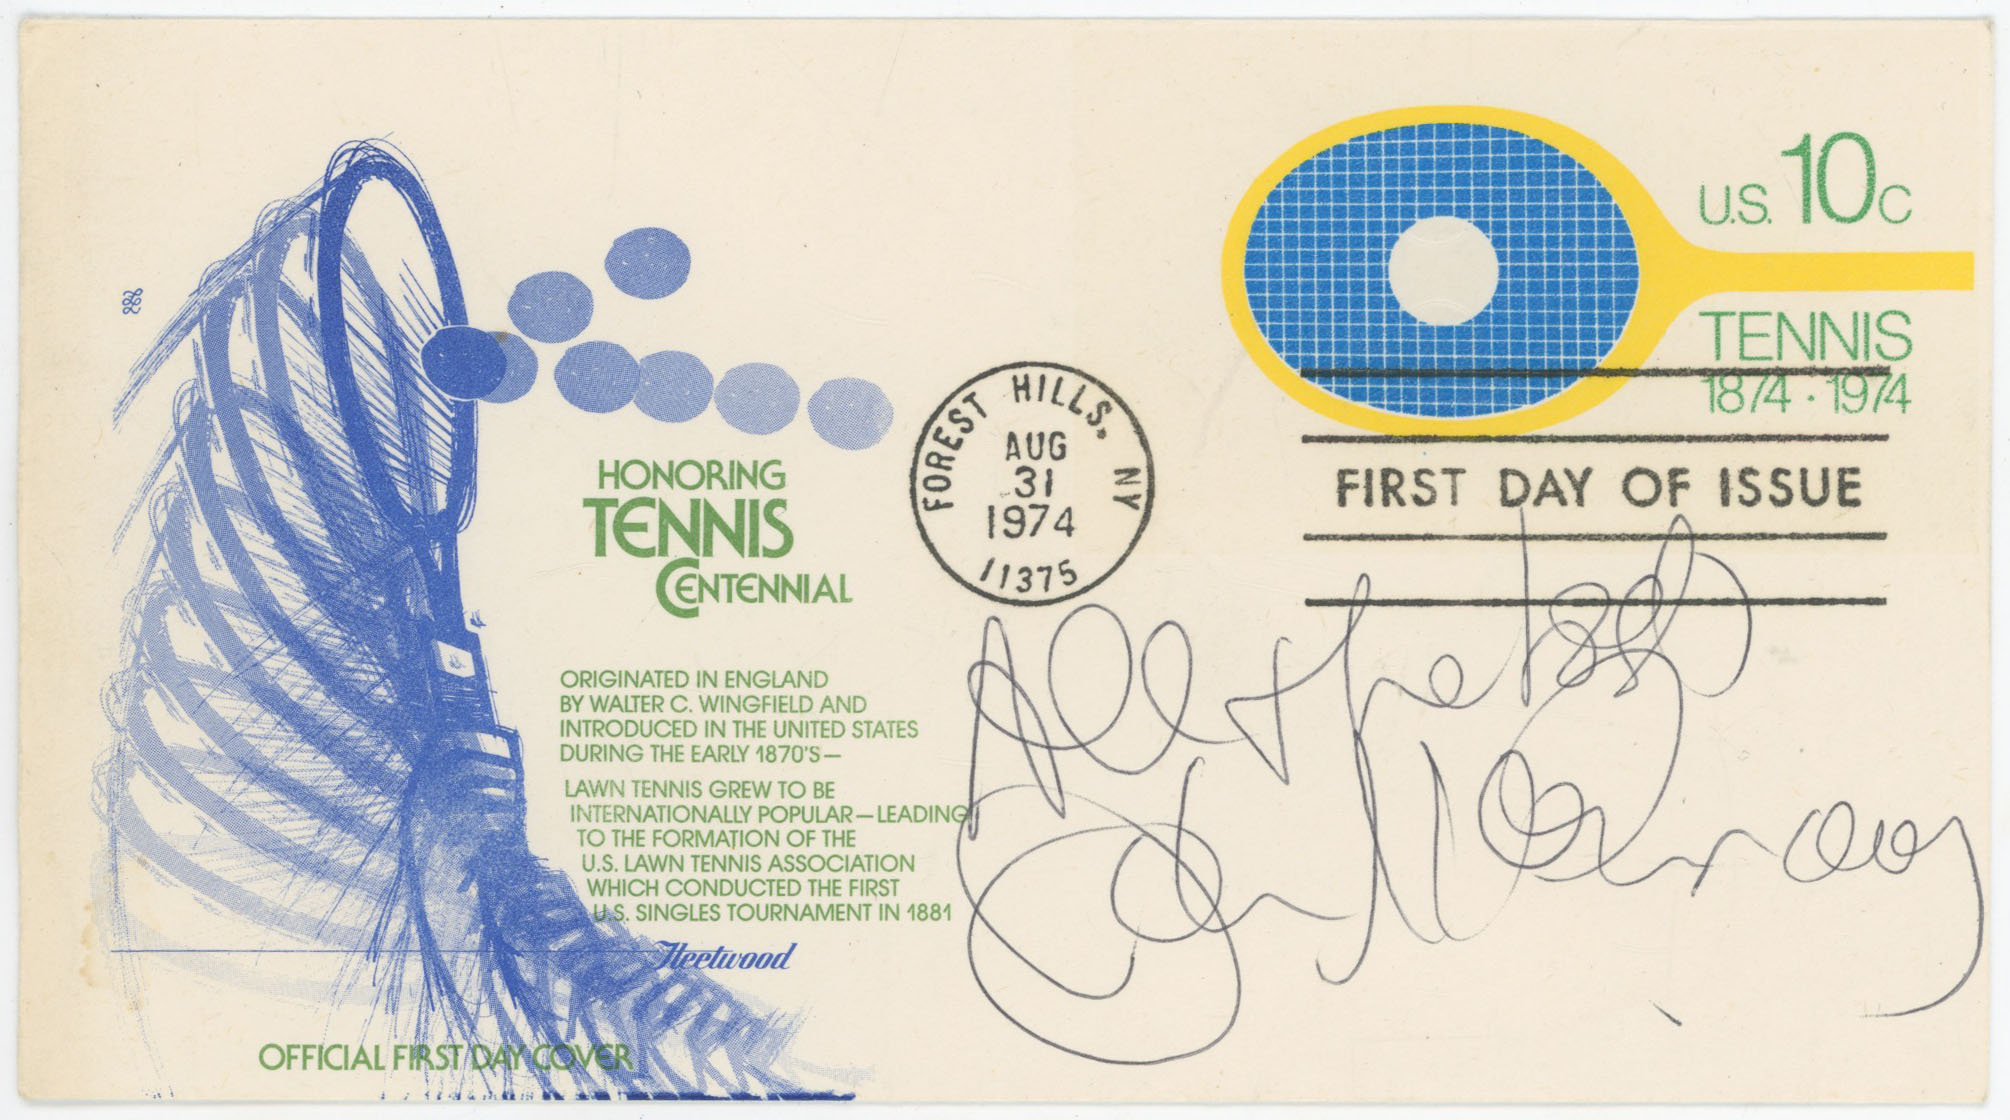 U.S. 10c
TENNIS
1874 · 1974
FOREST HILLS, NY
AUG
31
1974
11375
FIRST DAY OF ISSUE
HONORING
TENNIS
CENTENNIAL
ORIGINATED IN ENGLAND
BY WALTER C. WINGFIELD AND
INTRODUCED IN THE UNITED STATES
DURING THE EARLY 1870'S—
LAWN TENNIS GREW TO BE
INTERNATIONALLY POPULAR—LEADING
TO THE FORMATION OF THE
U.S. LAWN TENNIS ASSOCIATION
WHICH CONDUCTED THE FIRST
U.S. SINGLES TOURNAMENT IN 1881
Fleetwood
OFFICIAL FIRST DAY COVER
All the best
John